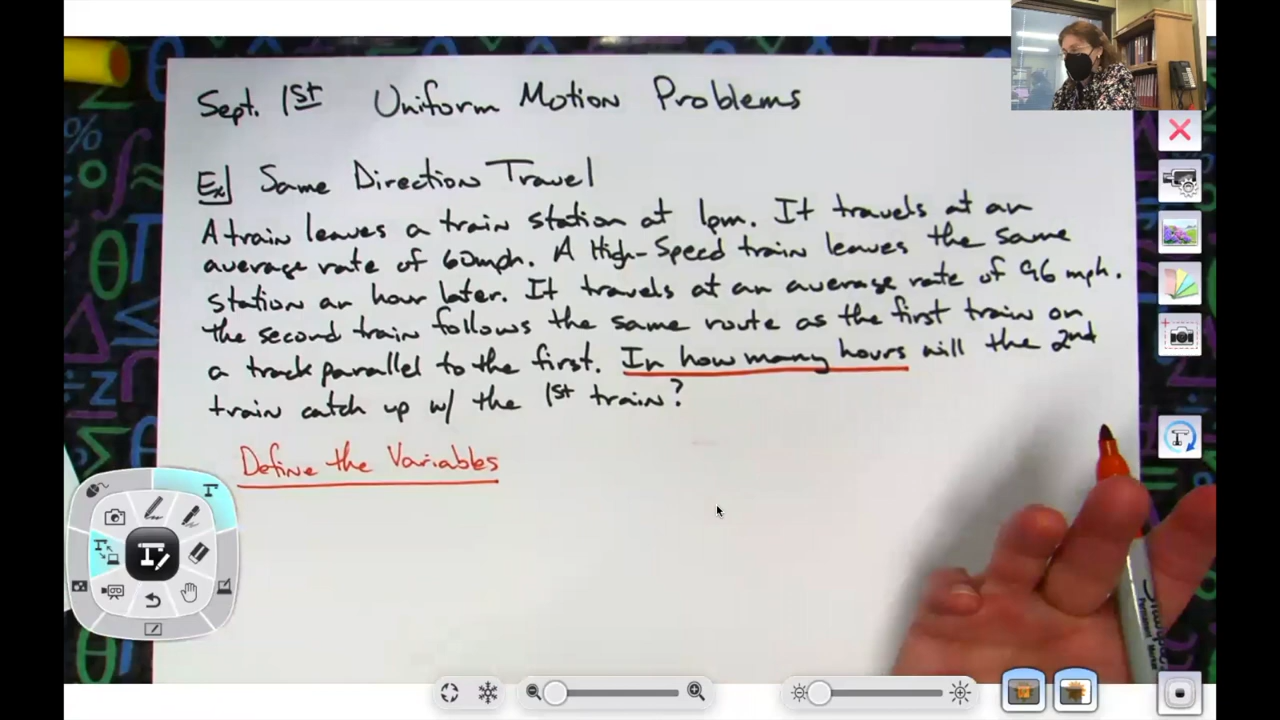 Sept. 1st Uniform Motion Problems
Ex] Same Direction Travel
A train leaves a train station at 1pm. It travels at an
average rate of 60mph. A High-Speed train leaves the same
station an hour later. It travels at an average rate of 96 mph.
The second train follows the same route as the first train on
a track parallel to the first. In how many hours will the 2nd
train catch up w/ the 1st train?
Define the Variables